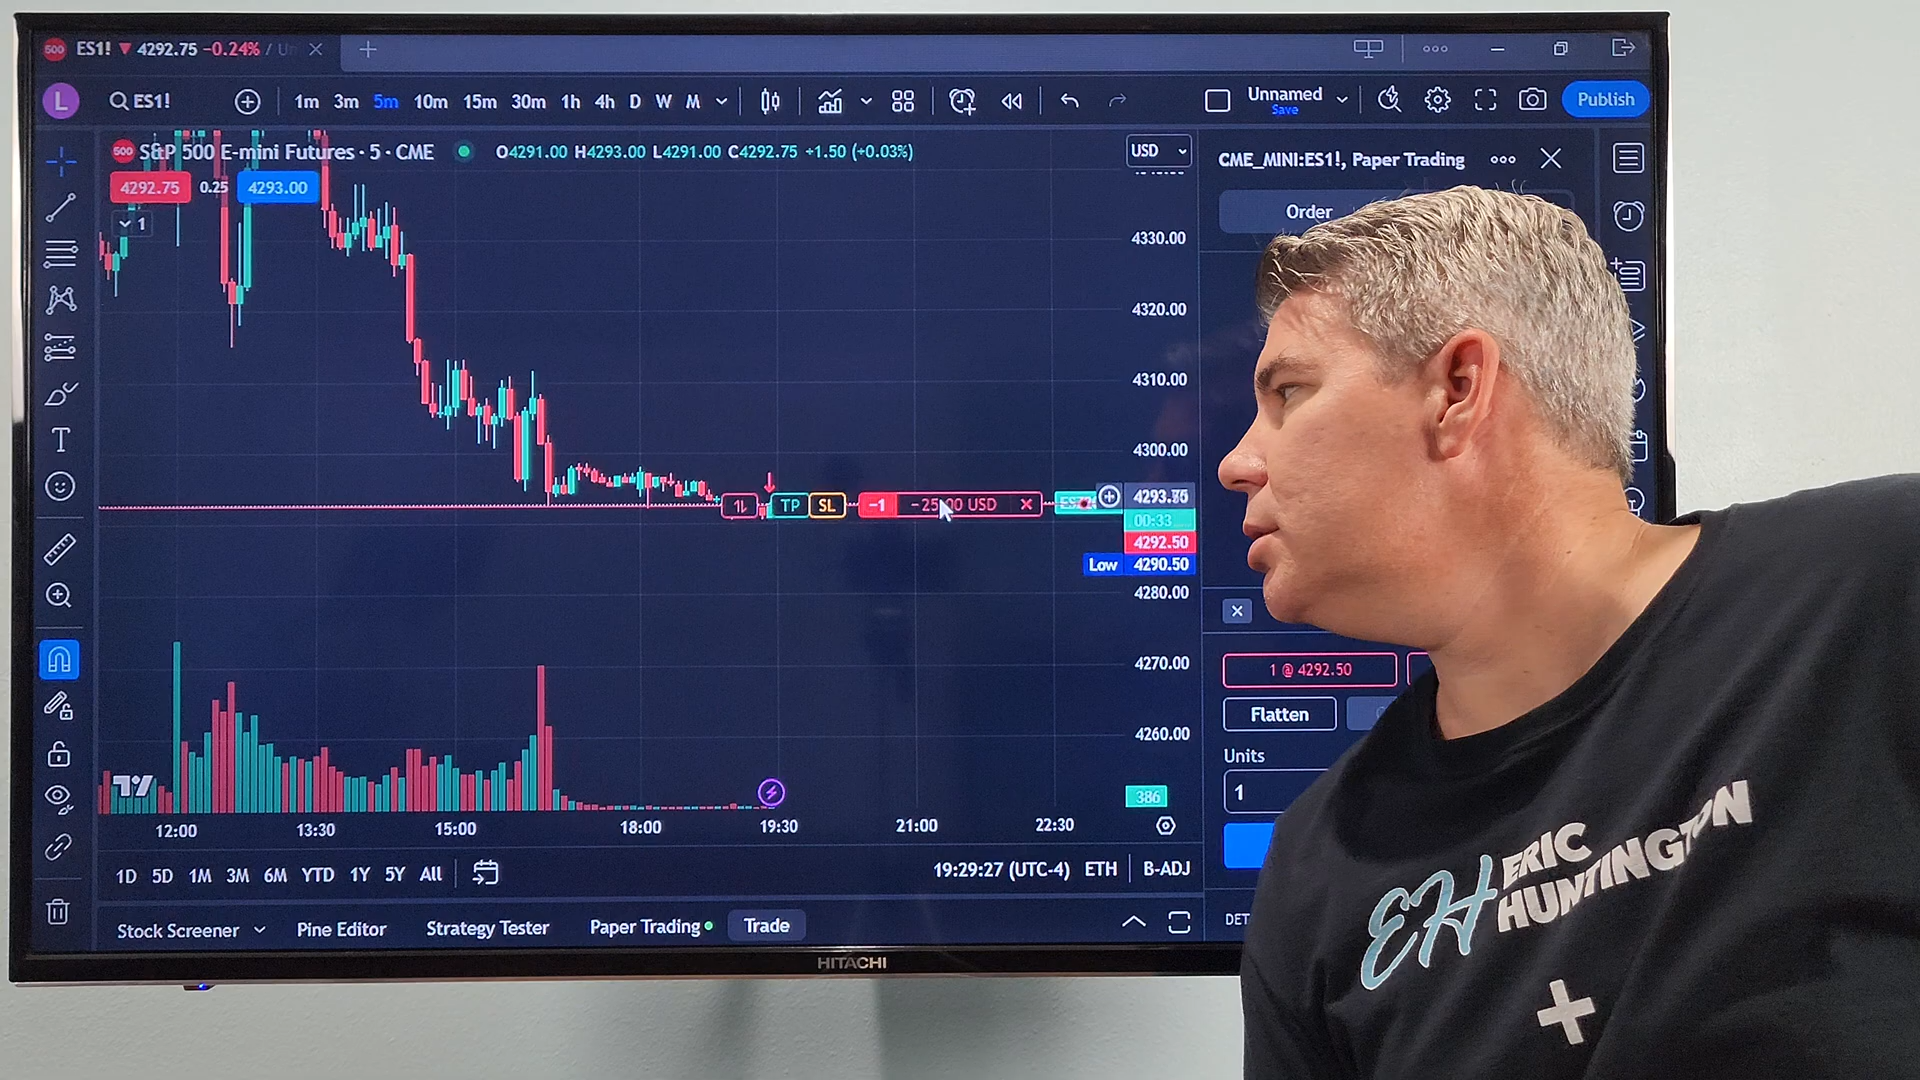 500 ES1! ▼ 4292.75 −0.24% / Un
L ES1! 1m 3m 5m 10m 15m 30m 1h 4h D W M Unnamed Publish
Save
500 S&P 500 E-mini Futures · 5 · CME O4291.00 H4293.00 L4291.00 C4292.75 +1.50 (+0.03%) USD
CME_MINI:ES1!, Paper Trading
4292.75 0.25 4293.00
1
Order
4330.00
4320.00
4310.00
4300.00
TP SL −1 USD
00:33
4292.50
Low 4290.50
4280.00
4270.00
4260.00
386
1 @ 4292.50
Flatten
Units
1
12:00 13:30 15:00 18:00 19:30 21:00 22:30
1D 5D 1M 3M 6M YTD 1Y 5Y All 19:29:27 (UTC-4) ETH B-ADJ
Stock Screener Pine Editor Strategy Tester Paper Trading Trade
DET
HITACHI
EH ERIC
HUNTINGTON
+